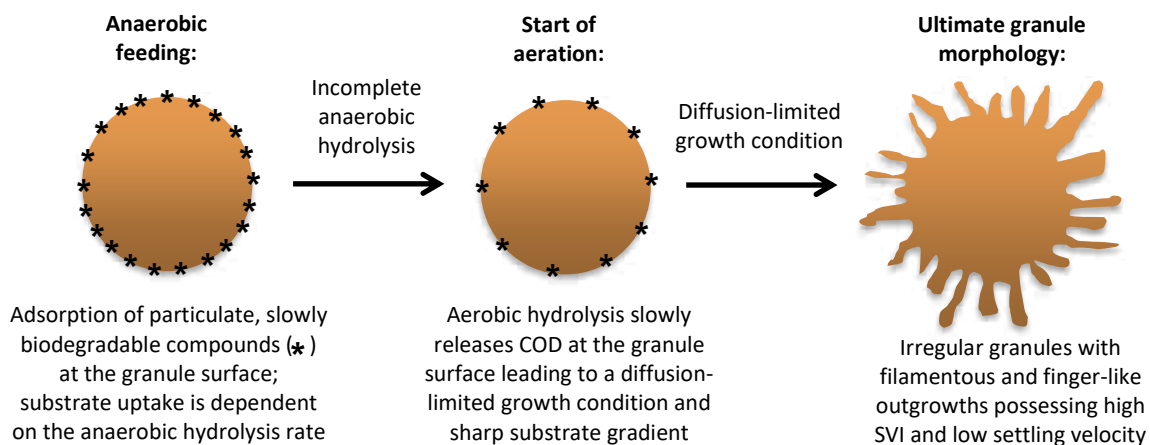 Anaerobic
feeding:
Incomplete
anaerobic
hydrolysis
Start of
aeration:
Diffusion-limited
growth condition
Ultimate granule
morphology:
Adsorption of particulate, slowly
biodegradable compounds (*)
at the granule surface;
substrate uptake is dependent
on the anaerobic hydrolysis rate
Aerobic hydrolysis slowly
releases COD at the granule
surface leading to a diffusion-
limited growth condition and
sharp substrate gradient
Irregular granules with
filamentous and finger-like
outgrowths possessing high
SVI and low settling velocity